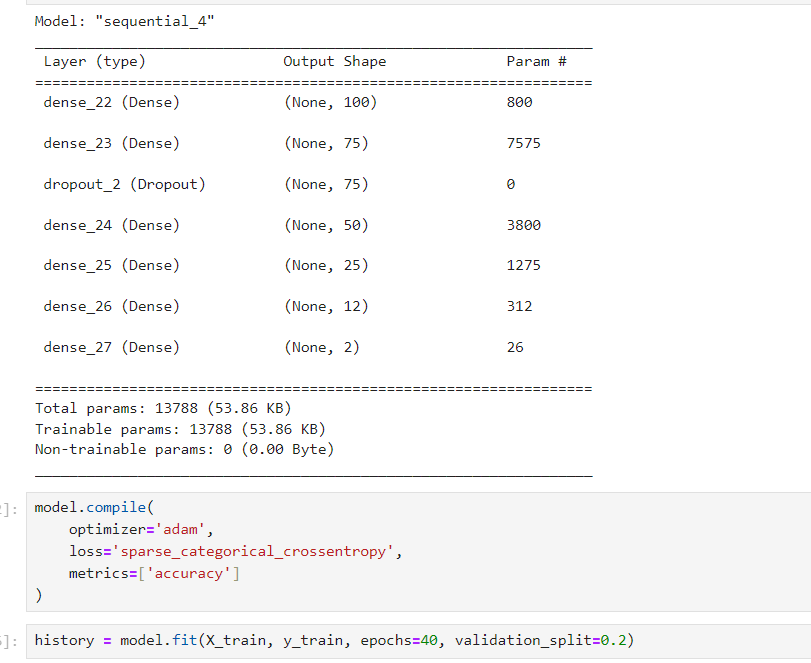 Model: "sequential_4"
Layer (type) Output Shape Param #
=================================================================
dense_22 (Dense) (None, 100) 800
dense_23 (Dense) (None, 75) 7575
dropout_2 (Dropout) (None, 75) 0
dense_24 (Dense) (None, 50) 3800
dense_25 (Dense) (None, 25) 1275
dense_26 (Dense) (None, 12) 312
dense_27 (Dense) (None, 2) 26
=================================================================
Total params: 13788 (53.86 KB)
Trainable params: 13788 (53.86 KB)
Non-trainable params: 0 (0.00 Byte)
]:
model.compile(
    optimizer='adam',
    loss='sparse_categorical_crossentropy',
    metrics=['accuracy']
)
]:
history = model.fit(X_train, y_train, epochs=40, validation_split=0.2)